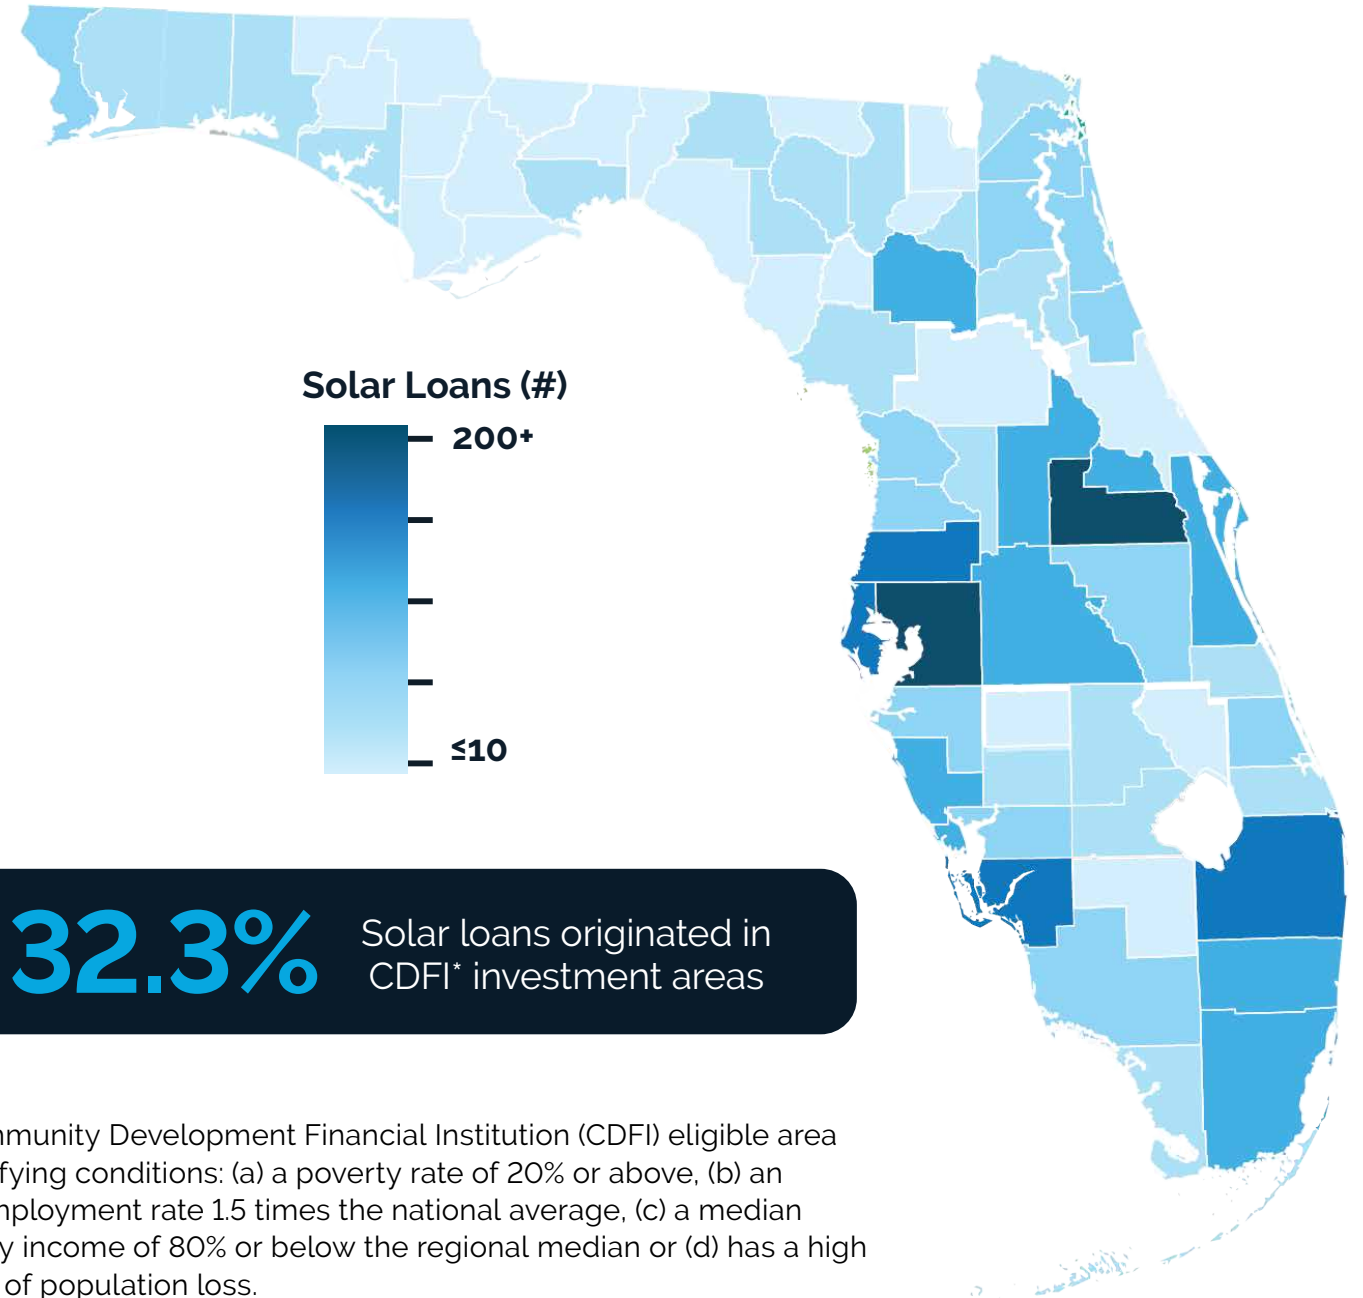 Solar Loans (#)
200+
≤10
32.3%
Solar loans originated in
CDFI* investment areas
mmunity Development Financial Institution (CDFI) eligible area
fying conditions: (a) a poverty rate of 20% or above, (b) an
mployment rate 1.5 times the national average, (c) a median
y income of 80% or below the regional median or (d) has a high
of population loss.